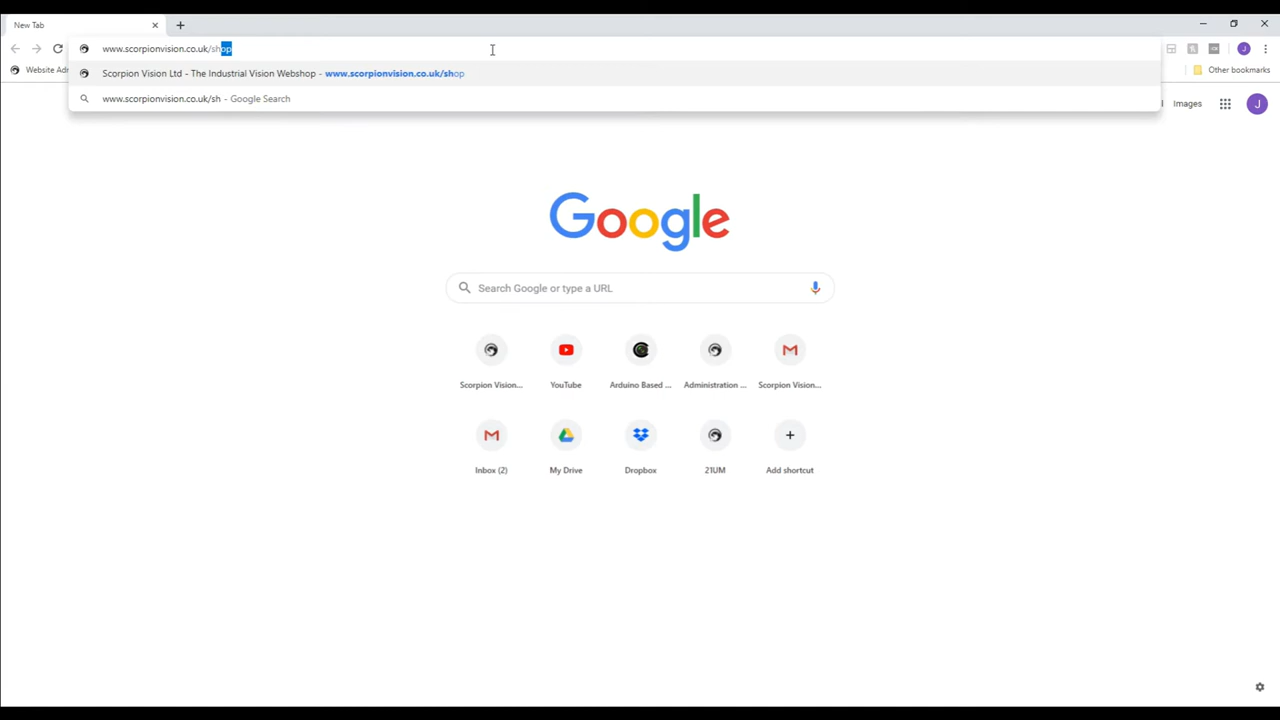 New Tab
www.scorpionvision.co.uk/shop
Website Adm
Other bookmarks
Scorpion Vision Ltd - The Industrial Vision Webshop - www.scorpionvision.co.uk/shop
www.scorpionvision.co.uk/sh - Google Search
Images
J
J
Google
Search Google or type a URL
Scorpion Vision...
YouTube
Arduino Based ...
Administration ...
Scorpion Vision...
Inbox (2)
My Drive
Dropbox
21UM
Add shortcut